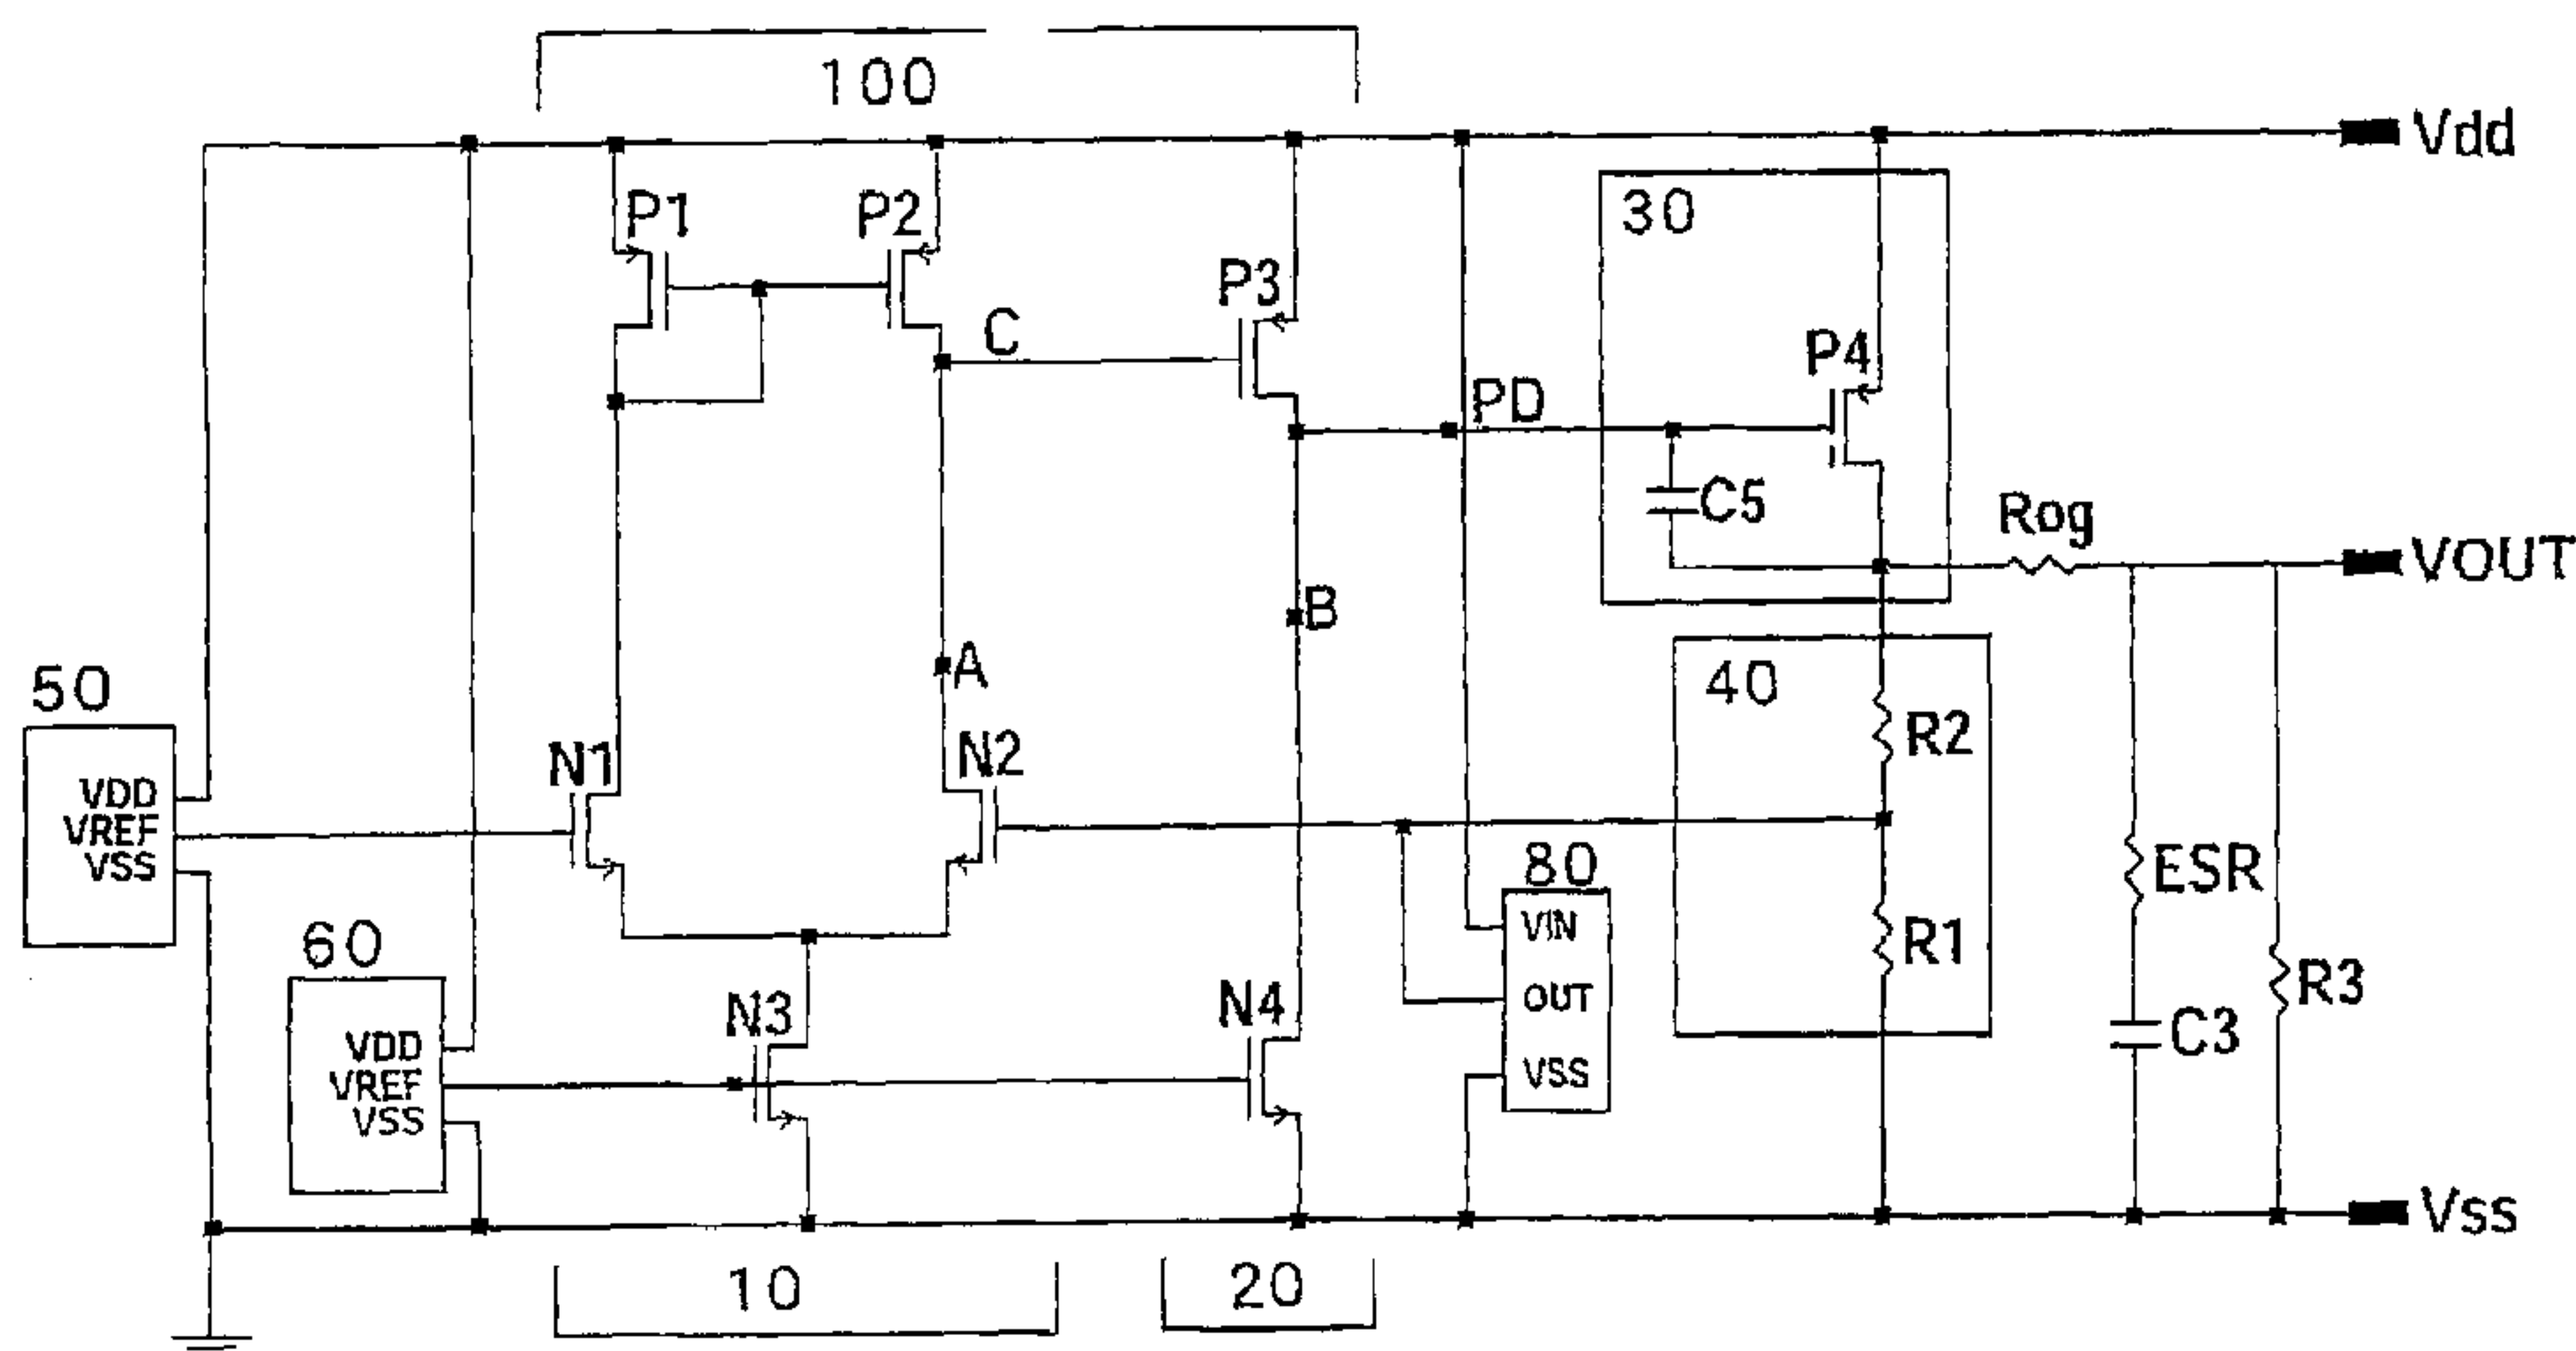 100
Vdd
P1
P2
30
P3
C
P4
PD
C5
Rog
VOUT
B
A
50
40
R2
N1
N2
VDD
VREF
VSS
80
ESR
VIN
60
R1
R3
N3
N4
OUT
C3
VDD
VREF
VSS
VSS
Vss
10
20